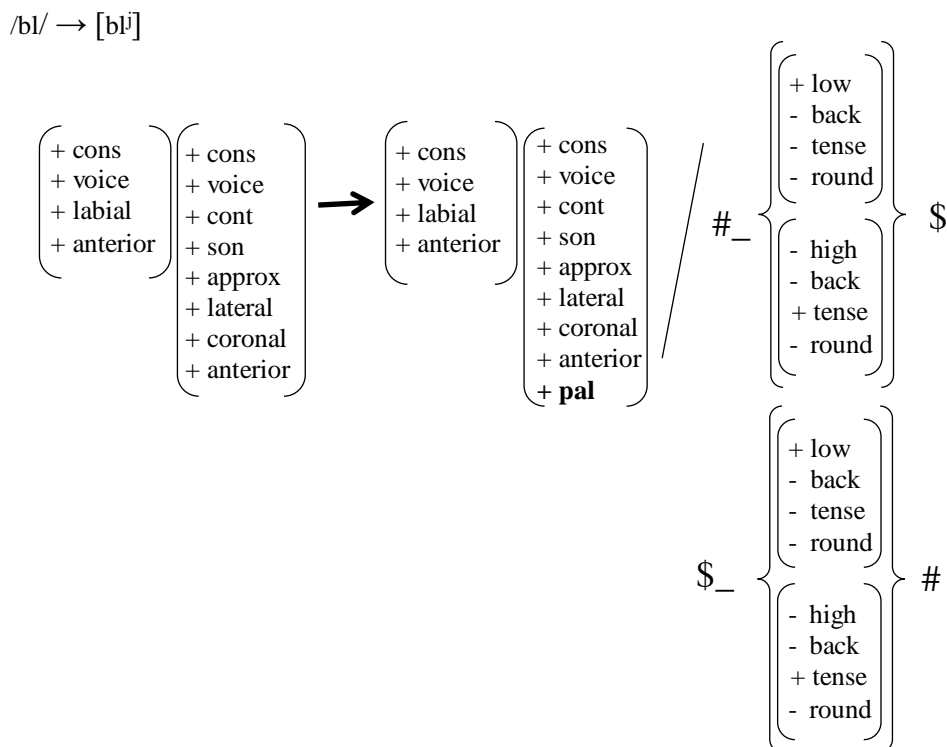 /bl/ → [blʲ]
+ cons
+ voice
+ labial
+ anterior
+ cons
+ voice
+ cont
+ son
+ approx
+ lateral
+ coronal
+ anterior
+ cons
+ voice
+ labial
+ anterior
+ cons
+ voice
+ cont
+ son
+ approx
+ lateral
+ coronal
+ anterior
+ pal
#_
+ low
- back
- tense
- round
- high
- back
+ tense
- round
$
$_
+ low
- back
- tense
- round
- high
- back
+ tense
- round
#